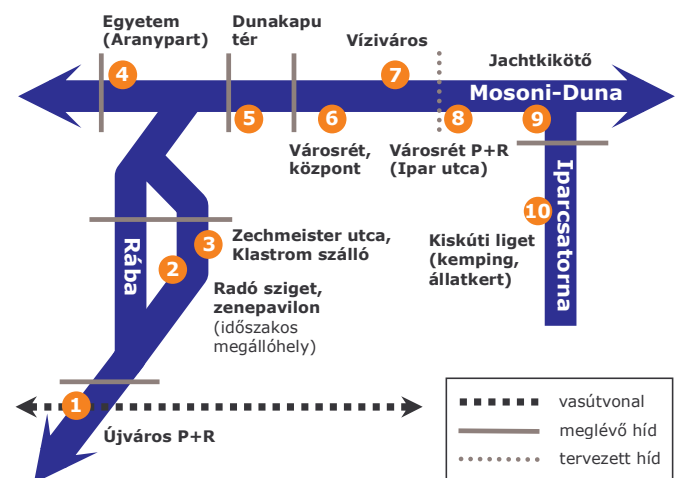 Egyetem
(Aranypart)
Dunakapu
tér
Víziváros
Jachtkikötő
4
7
Mosoni-Duna
5
6
8
9
Városrét,
központ
Városrét P+R
(Ipar utca)
Iparcsatorna
10
Kiskúti liget
(kemping,
állatkert)
Rába
3
Zechmeister utca,
Klastrom szálló
2
Radó sziget,
zenepavilon
(időszakos
megállóhely)
1
Újváros P+R
vasútvonal
meglévő híd
tervezett híd